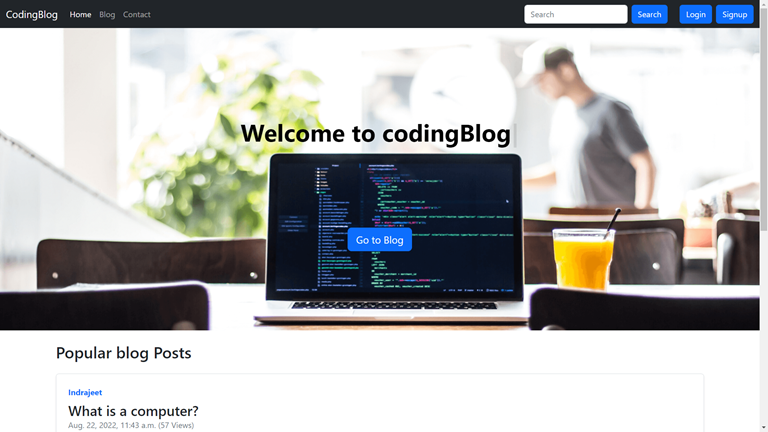 CodingBlog Home Blog Contact Search Search Login Signup
Welcome to codingBlog
Go to Blog
Popular blog Posts
Indrajeet
What is a computer?
Aug. 22, 2022, 11:43 a.m. (57 Views)